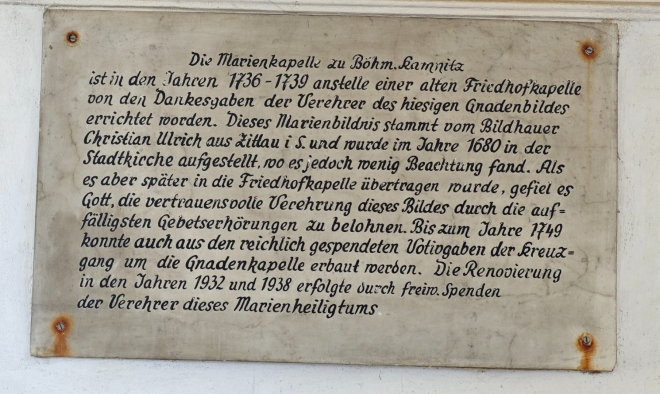 Die Marienkapelle zu Böhm. Kamnitz
ist in den Jahren 1736-1739 anstelle einer alten Friedhofkapelle
von den Dankesgaben der Verehrer des hiesigen Gnadenbildes
errichtet worden. Dieses Marienbildnis stammt vom Bildhauer
Christian Ulrich aus Zittau i S. und wurde im Jahre 1680 in der
Stadtkirche aufgestellt, wo es jedoch wenig Beachtung fand. Als
es aber später in die Friedhofkapelle übertragen wurde, gefiel es
Gott, die vertrauensvolle Verehrung dieses Bildes durch die auf=
fälligsten Gebetserhörungen zu belohnen. Bis zum Jahre 1749
konnte auch aus den reichlich gespendeten Votivgaben der Kreuz=
gang um die Gnadenkapelle erbaut werden. Die Renovierung
in den Jahren 1932 und 1938 erfolgte durch freiw. Spenden
der Verehrer dieses Marienheiligtums